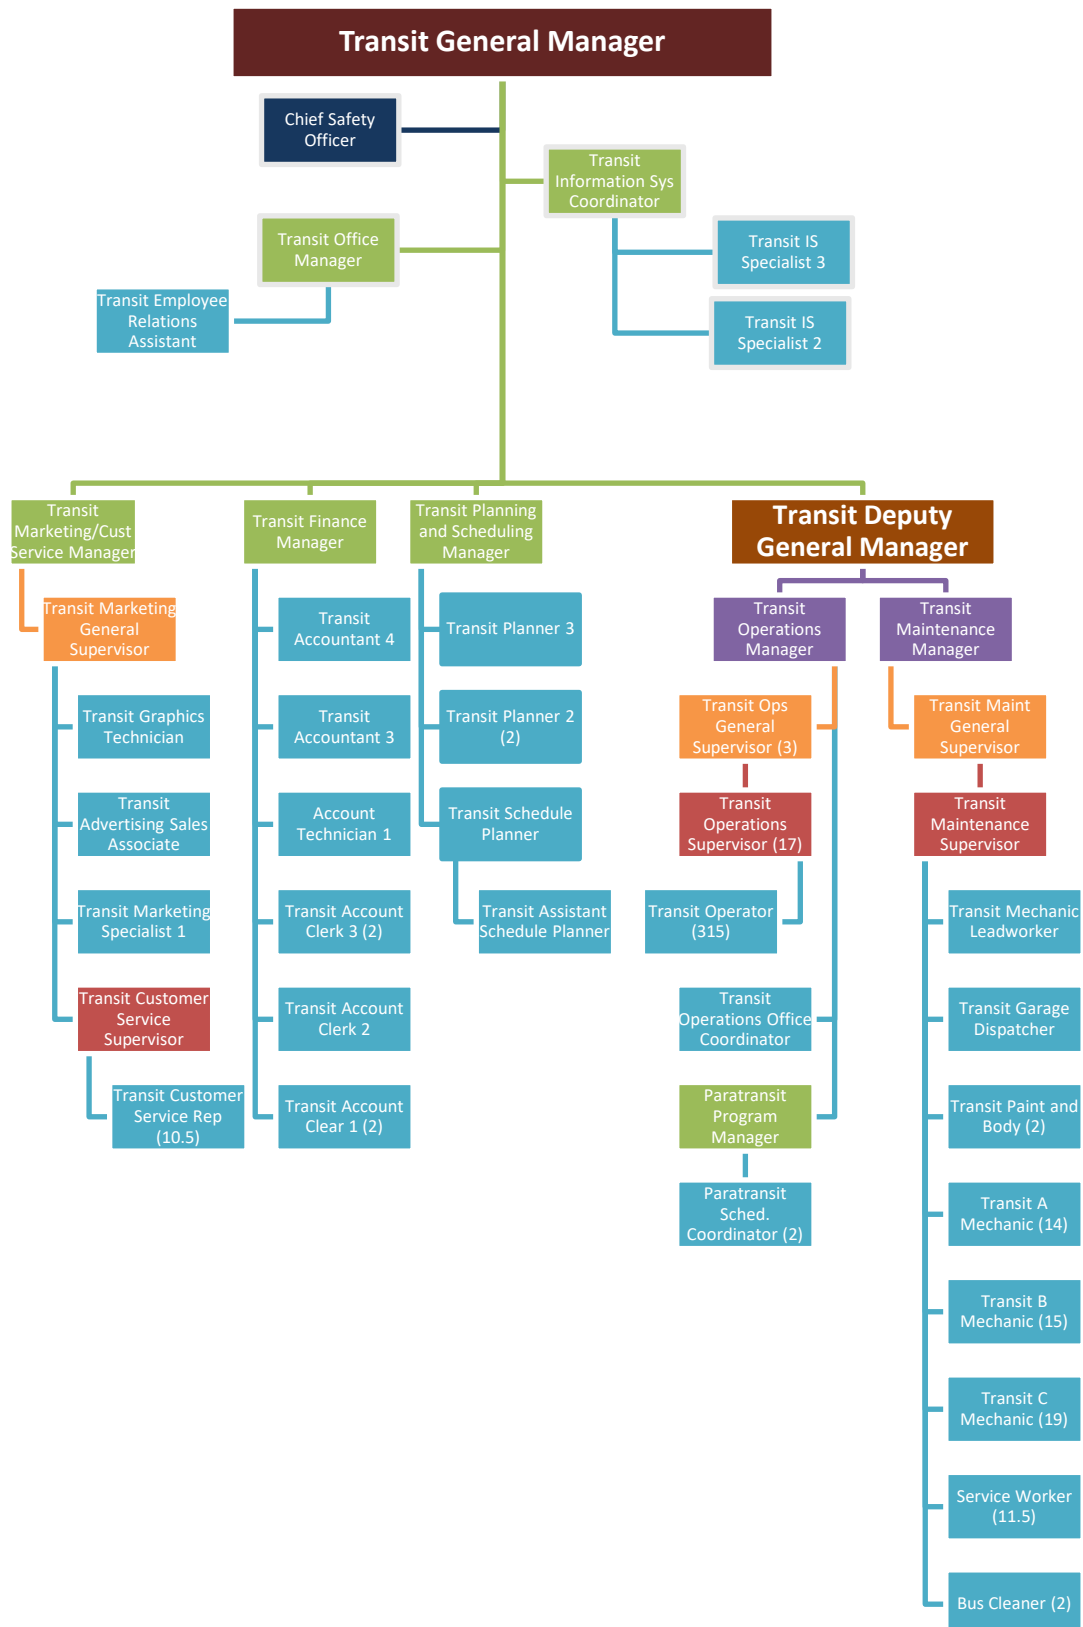 Transit General Manager
Chief Safety
Officer
Transit
Information Sys
Coordinator
Transit Office
Manager
Transit IS
Specialist 3
Transit Employee
Relations
Assistant
Transit IS
Specialist 2
Transit
Marketing/Cust
Service Manager
Transit Finance
Manager
Transit Planning
and Scheduling
Manager
Transit Deputy
General Manager
Transit Marketing
General
Supervisor
Transit Graphics
Technician
Transit
Advertising Sales
Associate
Transit Marketing
Specialist 1
Transit Customer
Service
Supervisor
Transit Customer
Service Rep
(10.5)
Transit
Accountant 4
Transit
Accountant 3
Account
Technician 1
Transit Account
Clerk 3 (2)
Transit Account
Clerk 2
Transit Account
Clear 1 (2)
Transit Planner 3
Transit Planner 2
(2)
Transit Schedule
Planner
Transit Assistant
Schedule Planner
Transit
Operations
Manager
Transit Ops
General
Supervisor (3)
Transit
Operations
Supervisor (17)
Transit Operator
(315)
Transit
Operations Office
Coordinator
Paratransit
Program
Manager
Paratransit
Sched.
Coordinator (2)
Transit
Maintenance
Manager
Transit Maint
General
Supervisor
Transit
Maintenance
Supervisor
Transit Mechanic
Leadworker
Transit Garage
Dispatcher
Transit Paint and
Body (2)
Transit A
Mechanic (14)
Transit B
Mechanic (15)
Transit C
Mechanic (19)
Service Worker
(11.5)
Bus Cleaner (2)